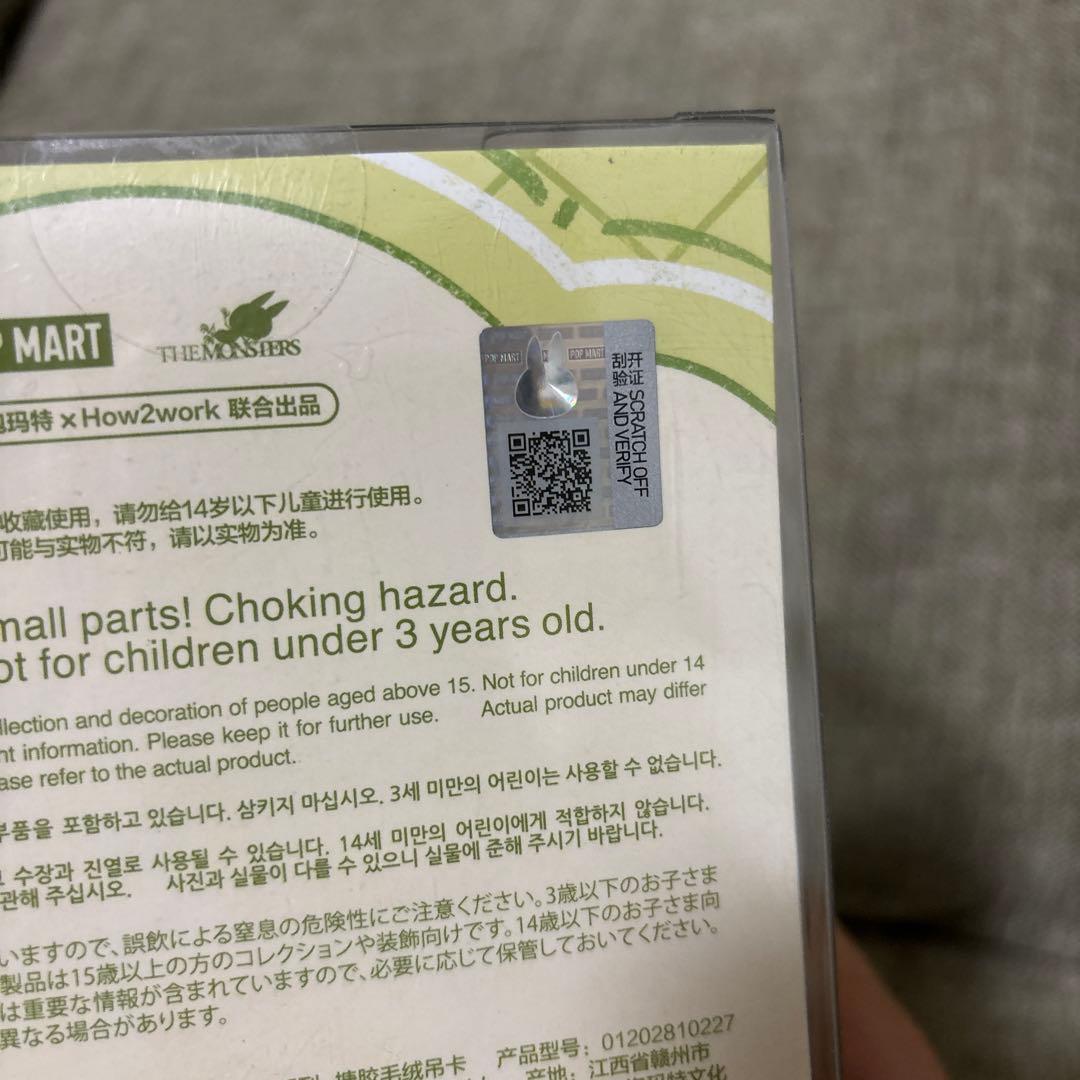 POP MART
THE MONSTERS
玛特 × How2work 联合出品
POP MART
POP MART
刮开
验证
SCRATCH OFF
AND VERIFY
收藏使用，请勿给14岁以下儿童进行使用。
可能与实物不符，请以实物为准。
mall parts! Choking hazard.
ot for children under 3 years old.
llection and decoration of people aged above 15. Not for children under 14
nt information. Please keep it for further use. Actual product may differ
ase refer to the actual product.
부품을 포함하고 있습니다. 삼키지 마십시오. 3세 미만의 어린이는 사용할 수 없습니다.
수장과 진열로 사용될 수 있습니다. 14세 미만의 어린이에게 적합하지 않습니다.
관해 주십시오. 사진과 실물이 다를 수 있으니 실물에 준해 주시기 바랍니다.
いますので、誤飲による窒息の危険性にご注意ください。3歳以下のお子さま
製品は15歳以上の方のコレクションや装飾向けです。14歳以下のお子さま向
は重要な情報が含まれていますので、必要に応じて保管しておいてください。
異なる場合があります。
搪胶毛绒吊卡 产品型号：01202810227
产地：江西省赣州市
玛特文化